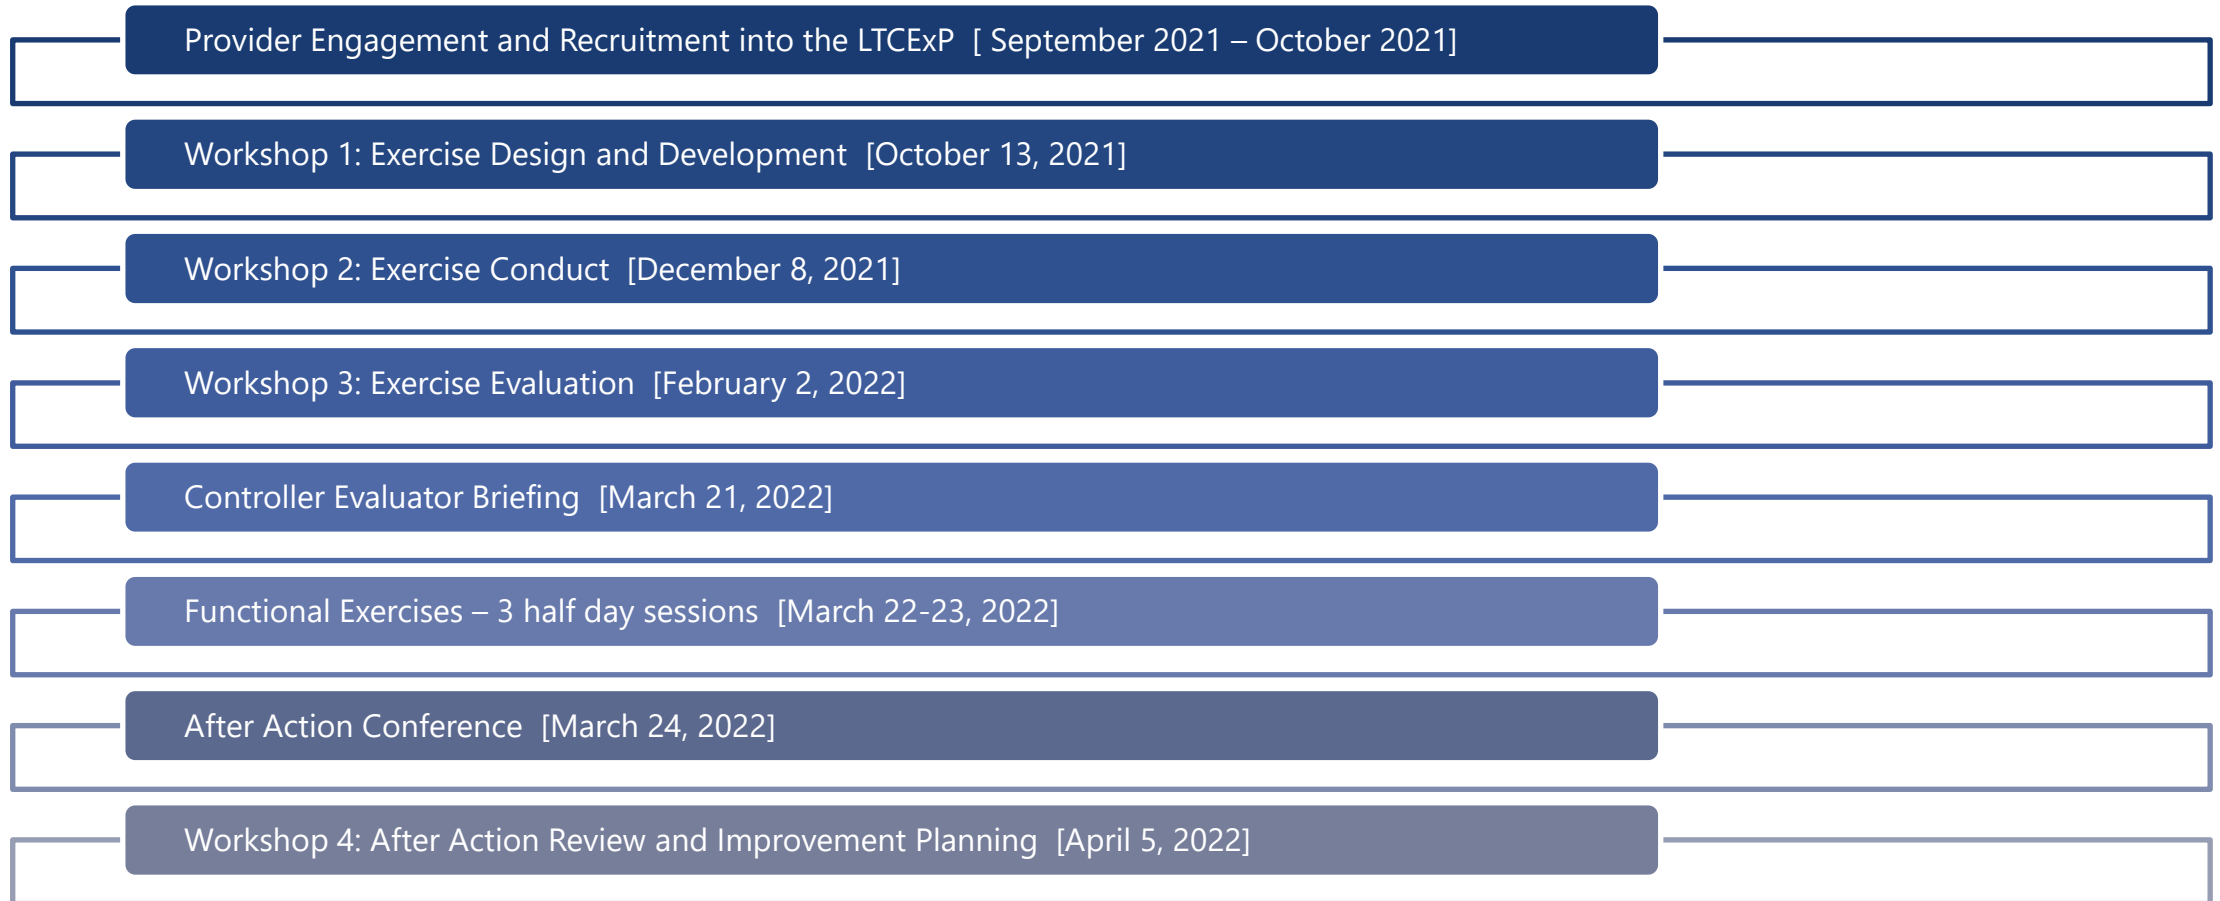 Provider Engagement and Recruitment into the LTCExP  [ September 2021 – October 2021]
Workshop 1: Exercise Design and Development  [October 13, 2021]
Workshop 2: Exercise Conduct  [December 8, 2021]
Workshop 3: Exercise Evaluation  [February 2, 2022]
Controller Evaluator Briefing  [March 21, 2022]
Functional Exercises – 3 half day sessions  [March 22-23, 2022]
After Action Conference  [March 24, 2022]
Workshop 4: After Action Review and Improvement Planning  [April 5, 2022]